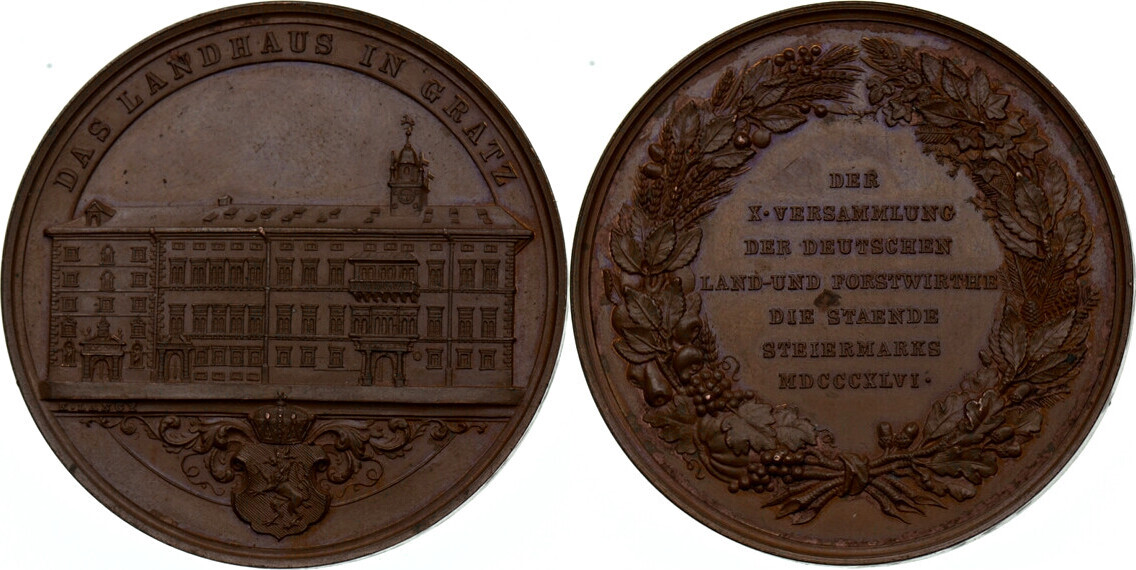 DAS LANDHAUS IN GRATZ
DER
X·VERSAMMLUNG
DER DEUTSCHEN
LAND-UND FORSTWIRTHE
DIE STAENDE
STEIERMARKS
MDCCCXLVI·